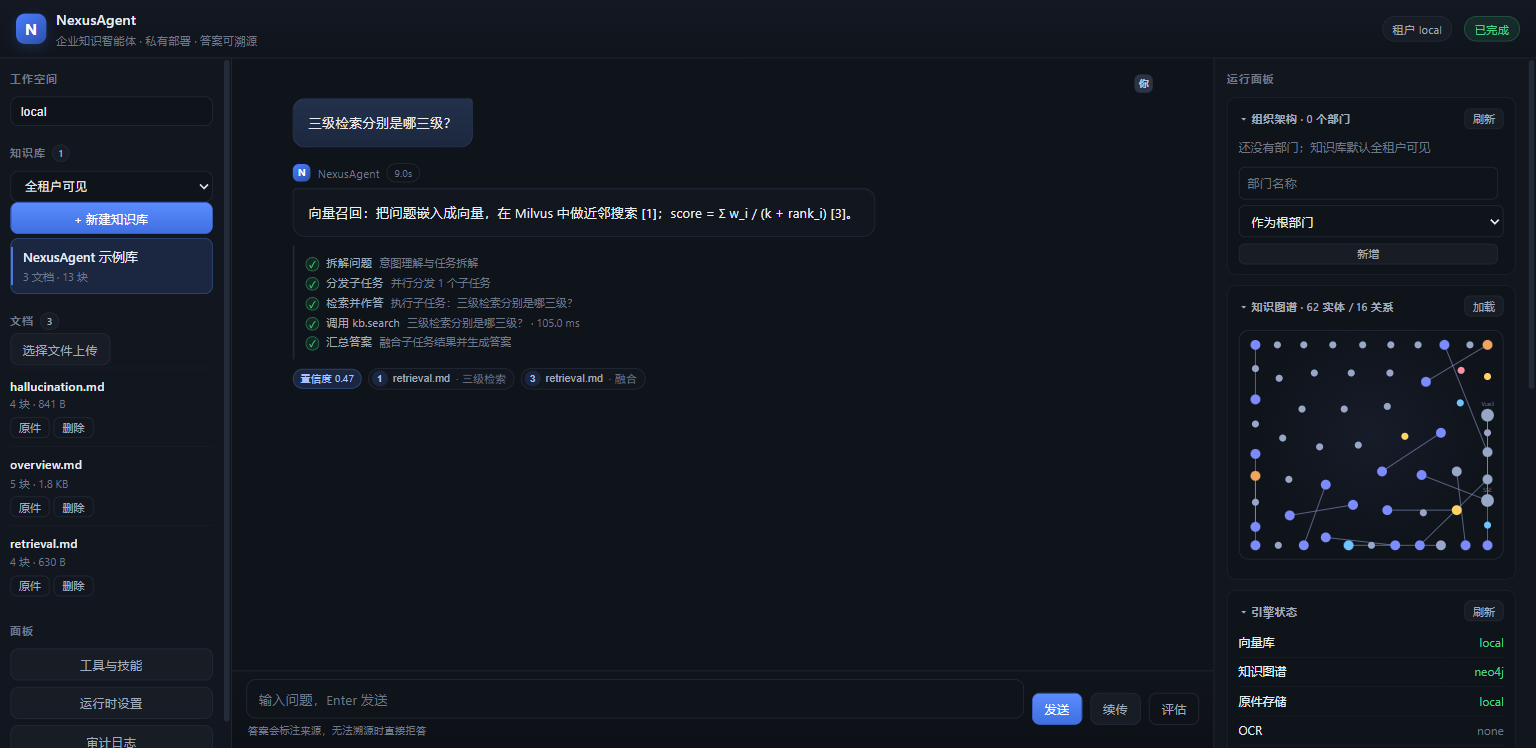 N
NexusAgent
企业知识智能体 · 私有部署 · 答案可溯源
租户 local
已完成
工作空间
local
知识库 1
全租户可见
+ 新建知识库
NexusAgent 示例库
3 文档 · 13 块
文档 3
选择文件上传
hallucination.md
4 块 · 841 B
原件 删除
overview.md
5 块 · 1.8 KB
原件 删除
retrieval.md
4 块 · 630 B
原件 删除
面板
工具与技能
运行时设置
审计日志
你
三级检索分别是哪三级？
N NexusAgent 9.0s
向量召回：把问题嵌入成向量，在 Milvus 中做近邻搜索 [1]；score = Σ w_i / (k + rank_i) [3]。
拆解问题 意图理解与任务拆解
分发子任务 并行分发 1 个子任务
检索并作答 执行子任务：三级检索分别是哪三级？
调用 kb.search 三级检索分别是哪三级？ · 105.0 ms
汇总答案 融合子任务结果并生成答案
置信度 0.47 1 retrieval.md · 三级检索 3 retrieval.md · 融合
输入问题，Enter 发送
发送 续传 评估
答案会标注来源，无法溯源时直接拒答
运行面板
组织架构 · 0 个部门 刷新
还没有部门；知识库默认全租户可见
部门名称
作为根部门
新增
知识图谱 · 62 实体 / 16 关系 加载
引擎状态 刷新
向量库 local
知识图谱 neo4j
原件存储 local
OCR none